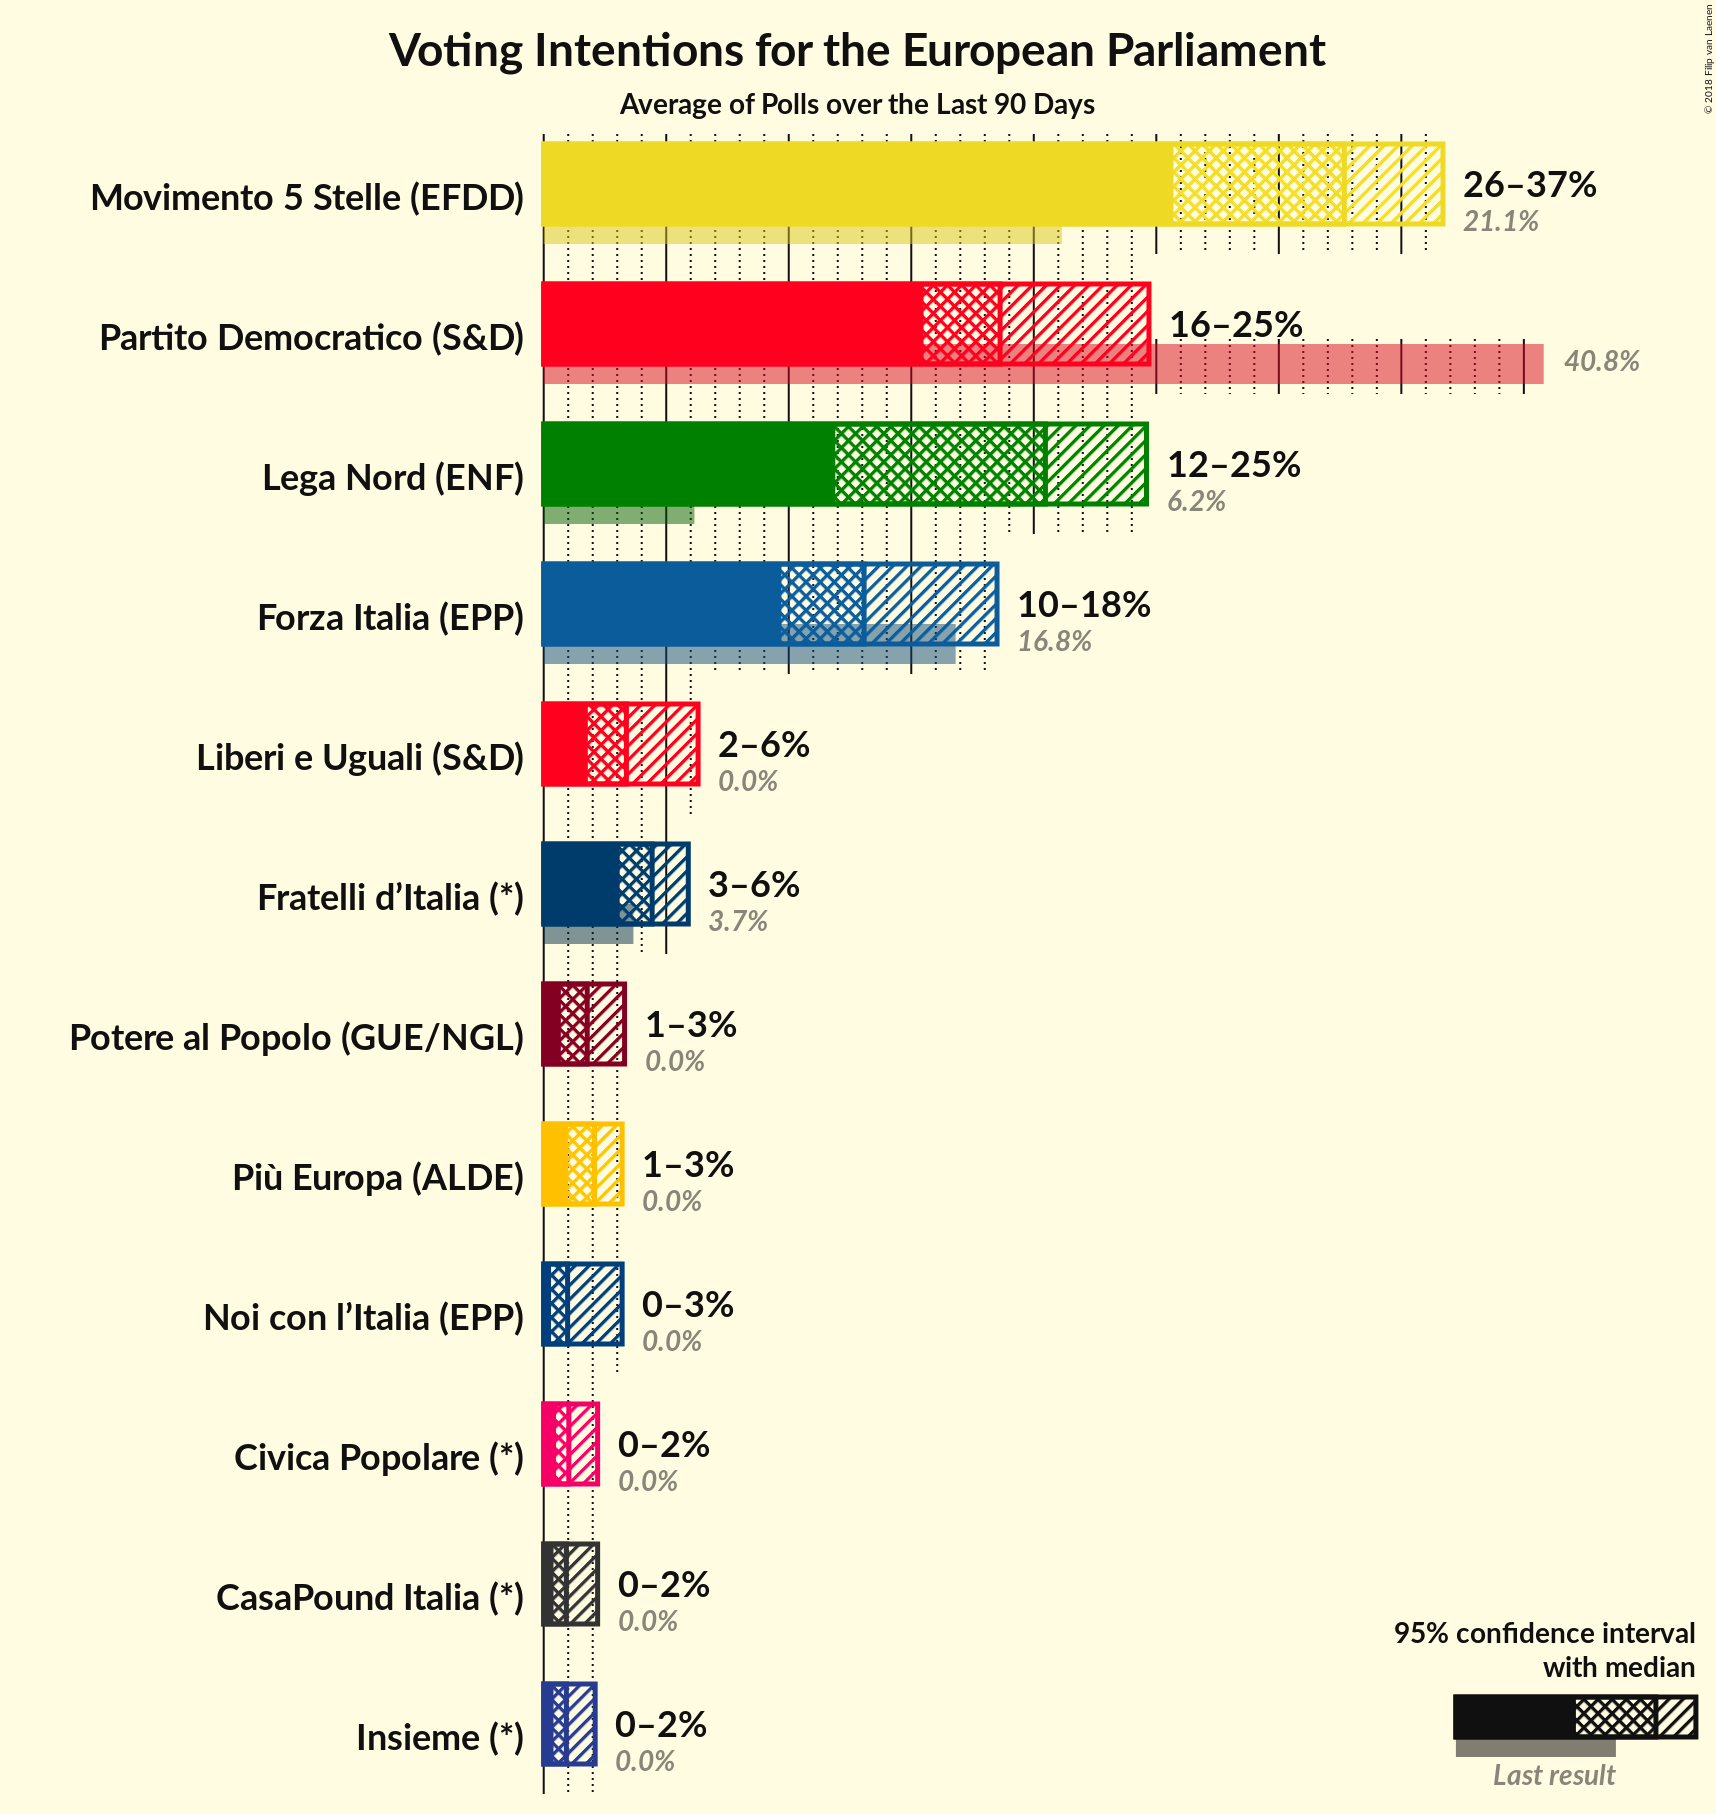 Voting Intentions for the European Parliament
Average of Polls over the Last 90 Days
© 2018 Filip van Laenen
Movimento 5 Stelle (EFDD)
26–37%
21.1%
Partito Democratico (S&D)
16–25%
40.8%
Lega Nord (ENF)
12–25%
6.2%
Forza Italia (EPP)
10–18%
16.8%
Liberi e Uguali (S&D)
2–6%
0.0%
Fratelli d’Italia (*)
3–6%
3.7%
Potere al Popolo (GUE/NGL)
1–3%
0.0%
Più Europa (ALDE)
1–3%
0.0%
Noi con l’Italia (EPP)
0–3%
0.0%
Civica Popolare (*)
0–2%
0.0%
CasaPound Italia (*)
0–2%
0.0%
Insieme (*)
0–2%
0.0%
95% confidence interval
with median
Last result